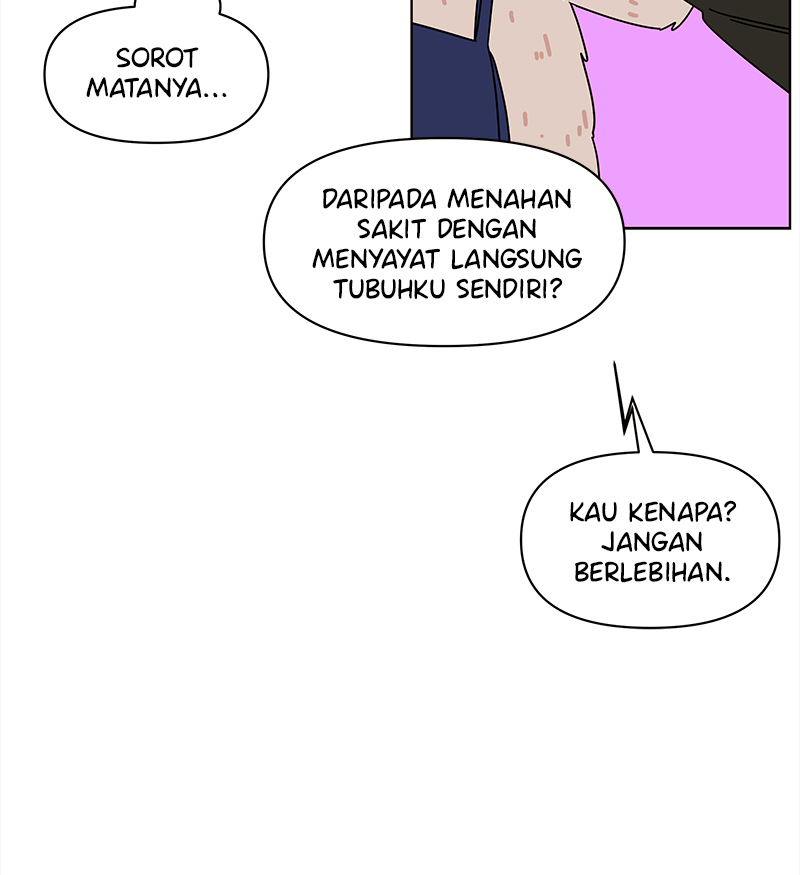 SOROT
MATANYA...
DARIPADA MENAHAN
SAKIT DENGAN
MENYAYAT LANGSUNG
TUBUHKU SENDIRI?
KAU KENAPA?
JANGAN
BERLEBIHAN.